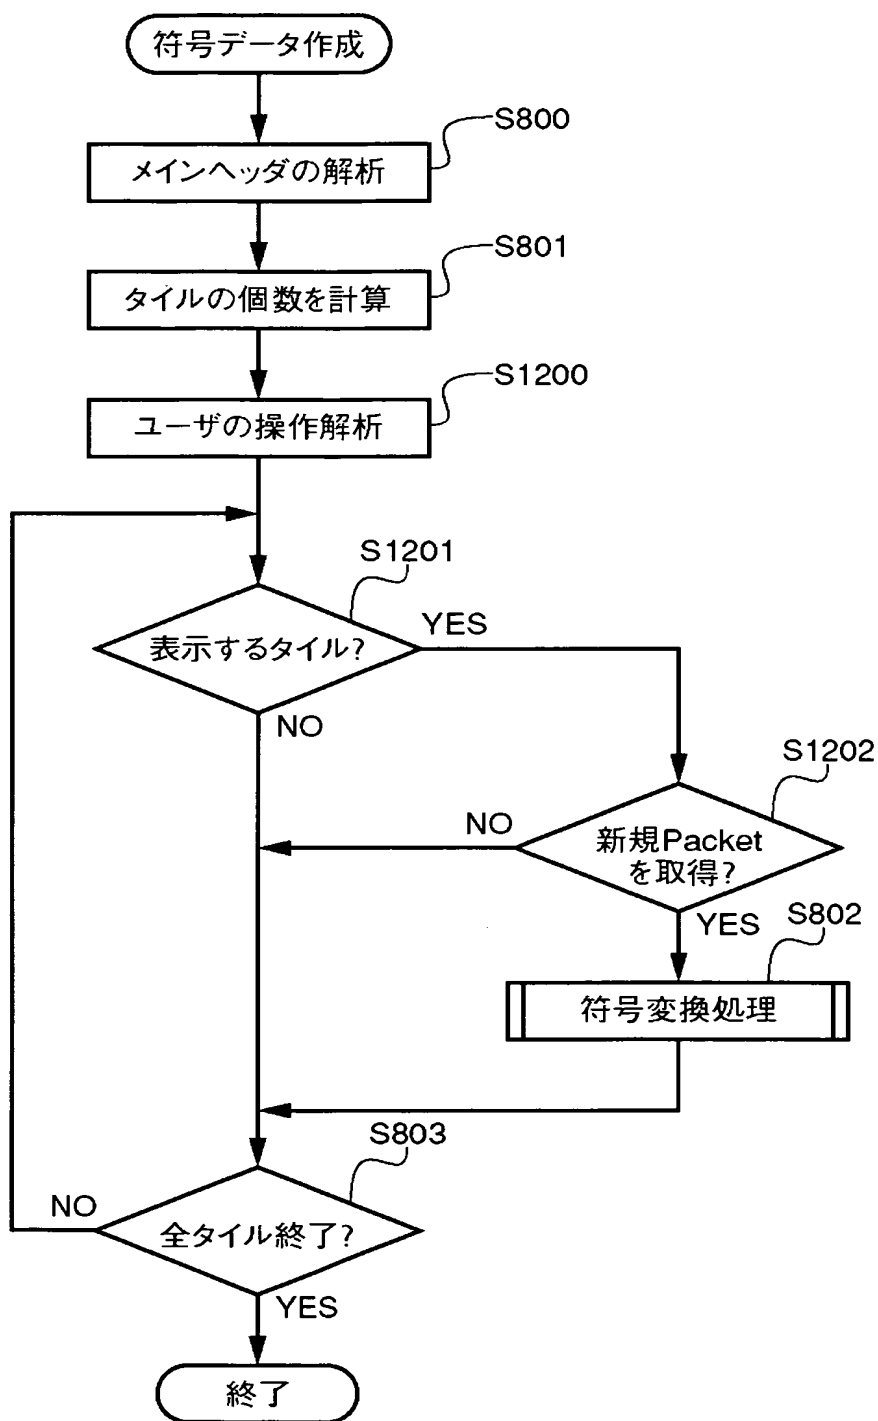 符号データ作成
S800
メインヘッダの解析
S801
タイルの個数を計算
S1200
ユーザの操作解析
S1201
表示するタイル?
YES
NO
S1202
NO
新規Packet
を取得?
YES
S802
符号変換処理
S803
NO
全タイル終了?
YES
終了